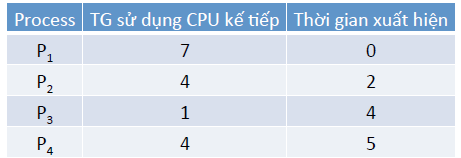 Process TG sử dụng CPU kế tiếp Thời gian xuất hiện
P₁ 7 0
P₂ 4 2
P₃ 1 4
P₄ 4 5